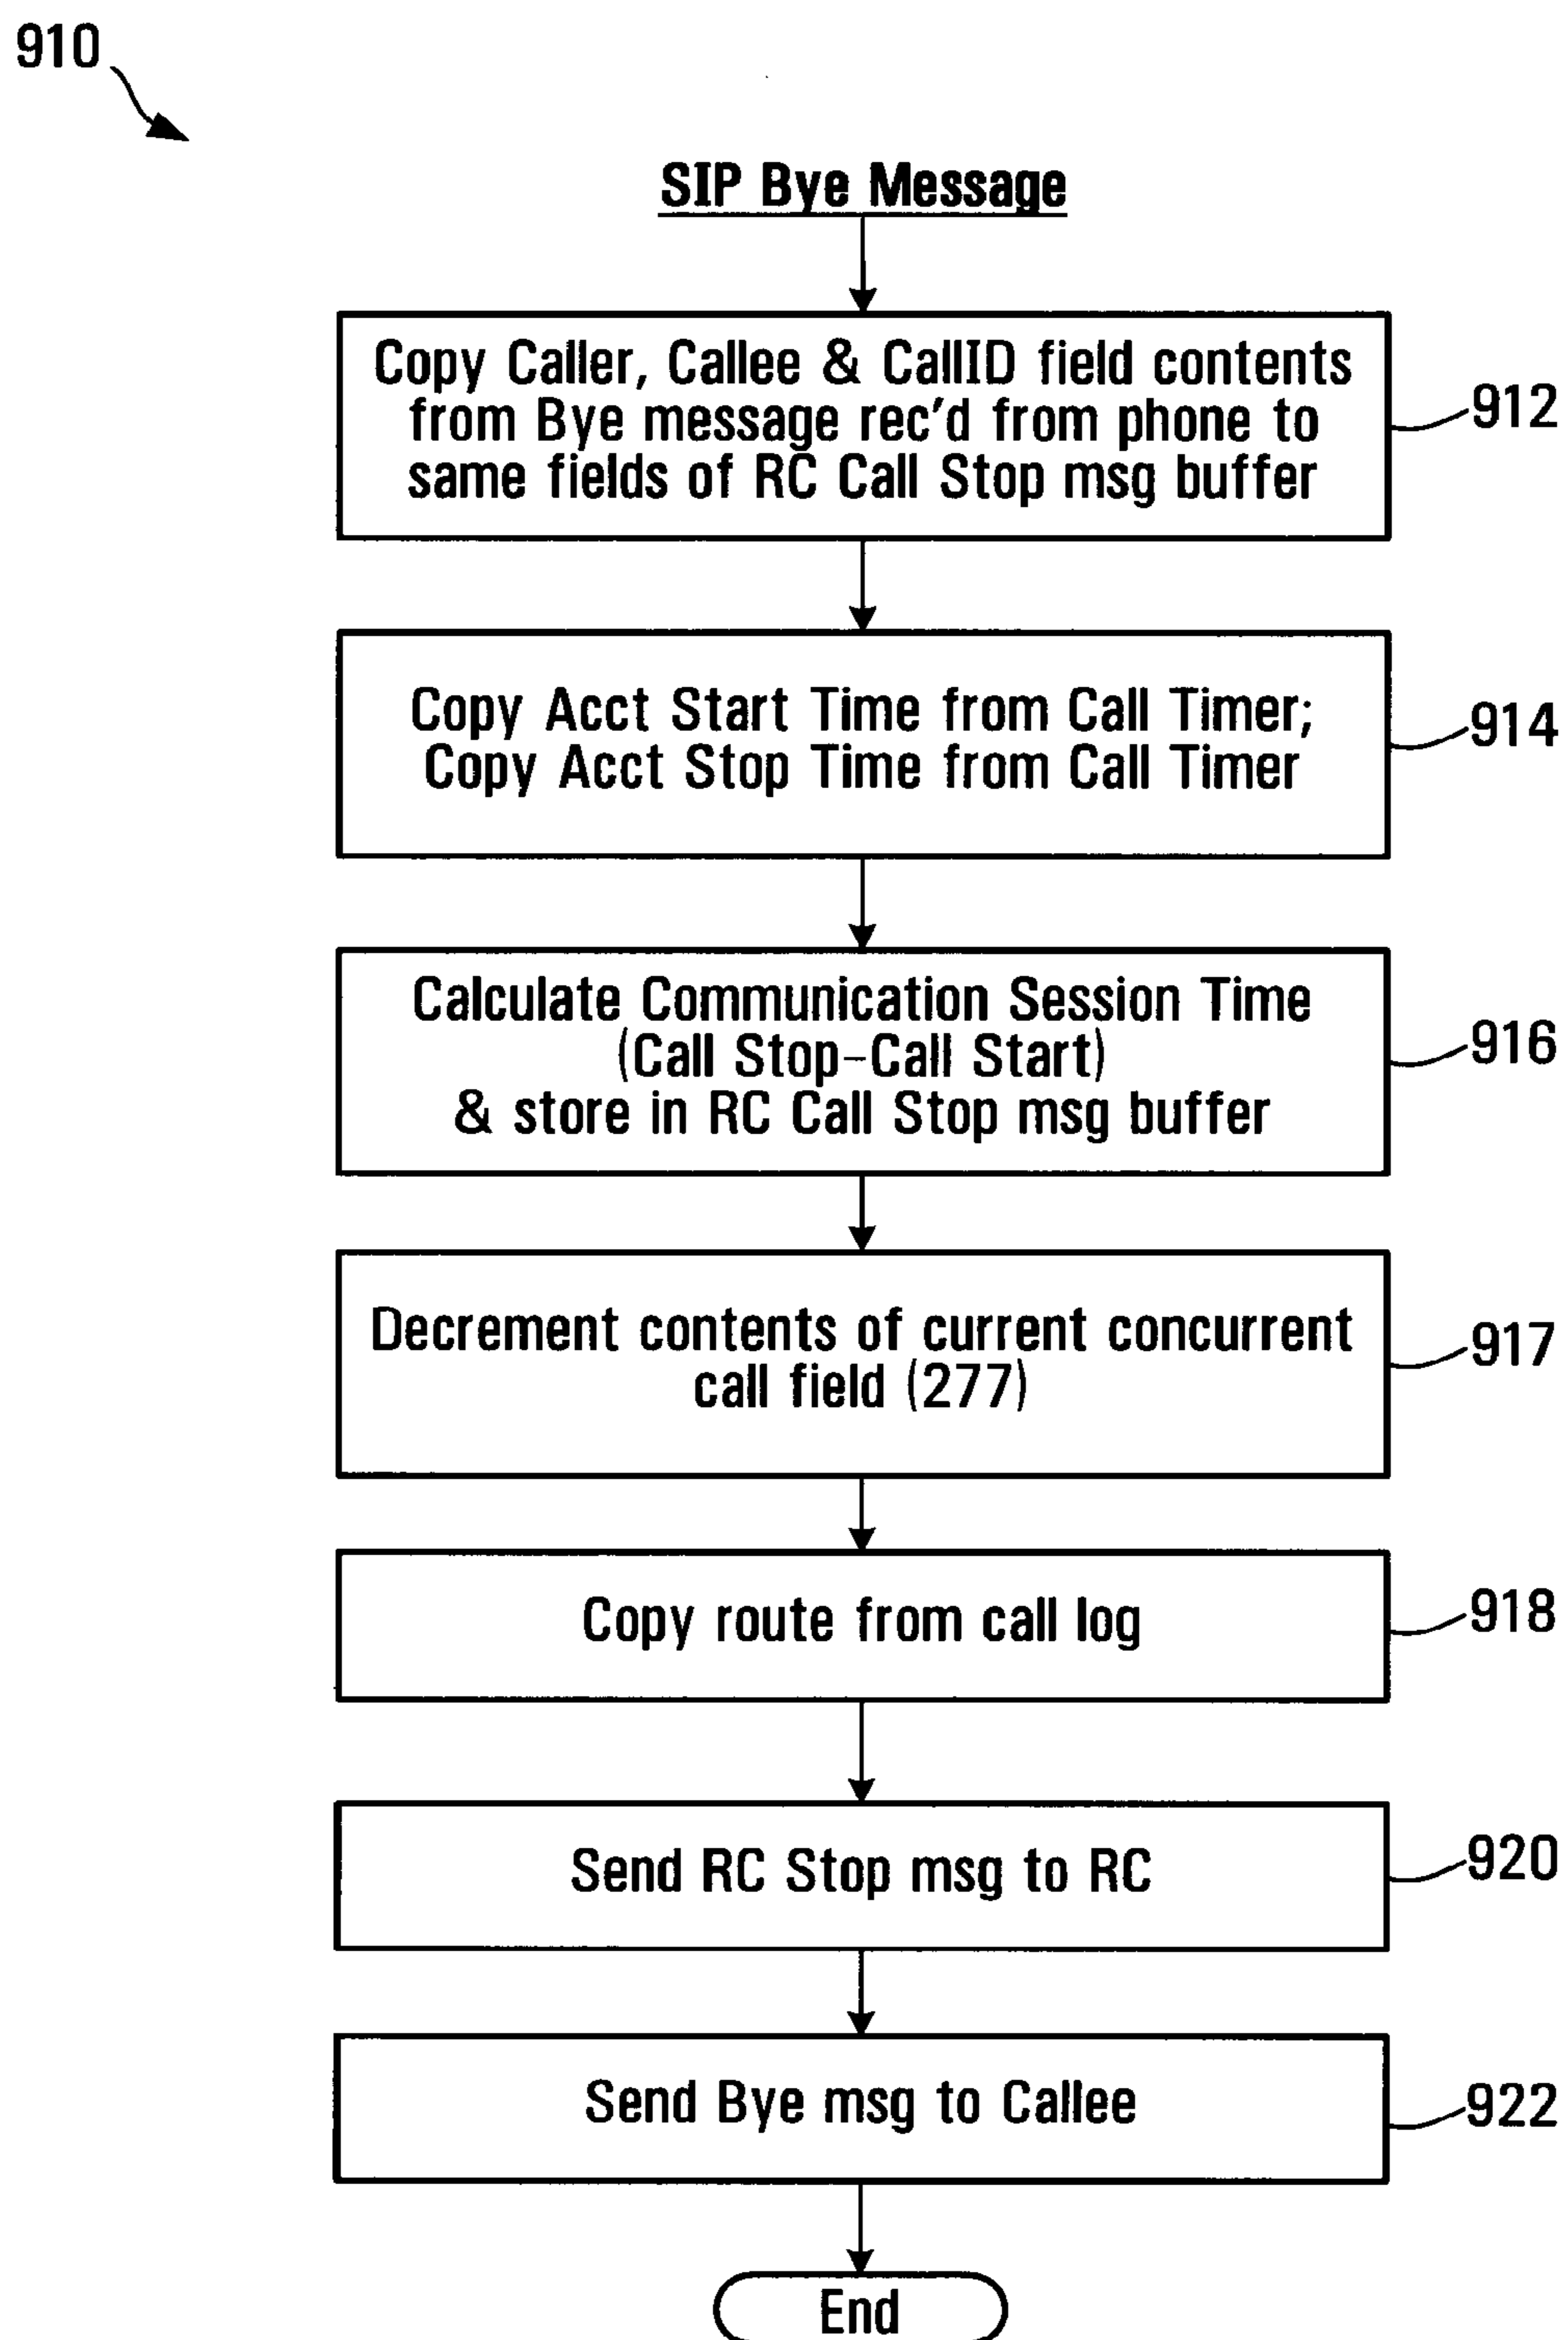 910
SIP Bye Message
Copy Caller, Callee & CallID field contents
from Bye message rec'd from phone to
same fields of RC Call Stop msg buffer
912
Copy Acct Start Time from Call Timer;
Copy Acct Stop Time from Call Timer
914
Calculate Communication Session Time
(Call Stop-Call Start)
& store in RC Call Stop msg buffer
916
Decrement contents of current concurrent
call field (277)
917
Copy route from call log
918
Send RC Stop msg to RC
920
Send Bye msg to Callee
922
End